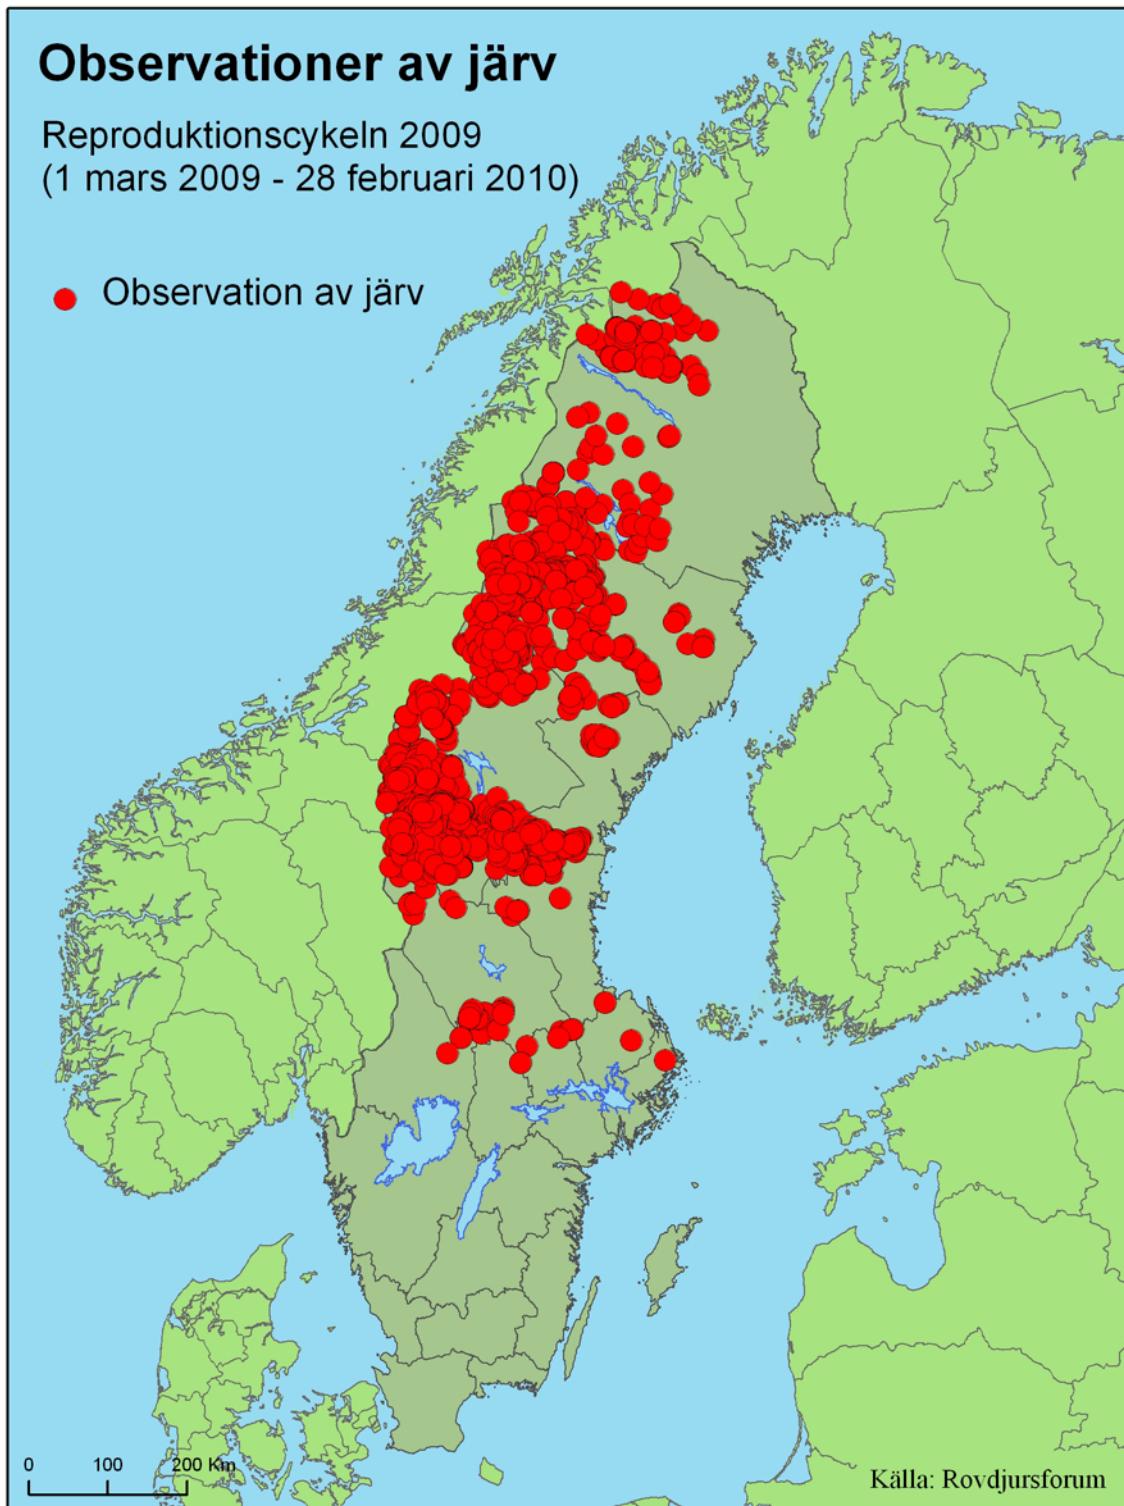 Observationer av järv
Reproduktionscykeln 2009
(1 mars 2009 - 28 februari 2010)
Observation av järv
0 100 200 Km
Källa: Rovdjursforum